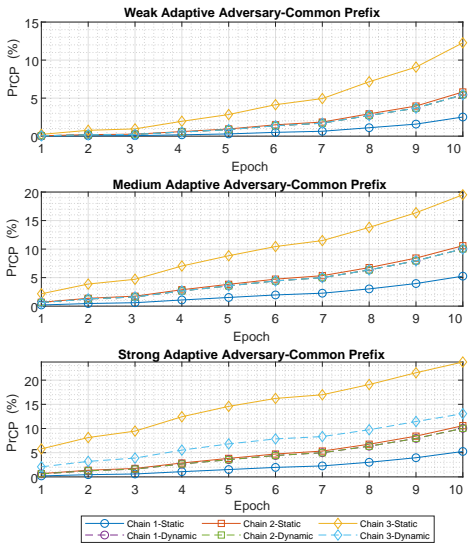 Weak Adaptive Adversary-Common Prefix
15
10
5
0
PrCP (%)
1 2 3 4 5 6 7 8 9 10
Epoch
Medium Adaptive Adversary-Common Prefix
20
15
10
5
0
PrCP (%)
1 2 3 4 5 6 7 8 9 10
Epoch
Strong Adaptive Adversary-Common Prefix
20
15
10
5
0
PrCP (%)
1 2 3 4 5 6 7 8 9 10
Epoch
Chain 1-Static Chain 2-Static Chain 3-Static
Chain 1-Dynamic Chain 2-Dynamic Chain 3-Dynamic